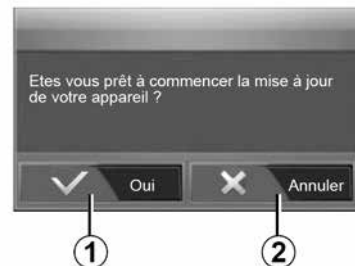 Etes vous prêt à commencer la mise à jour
de votre appareil ?
Oui
Annuler
1
2